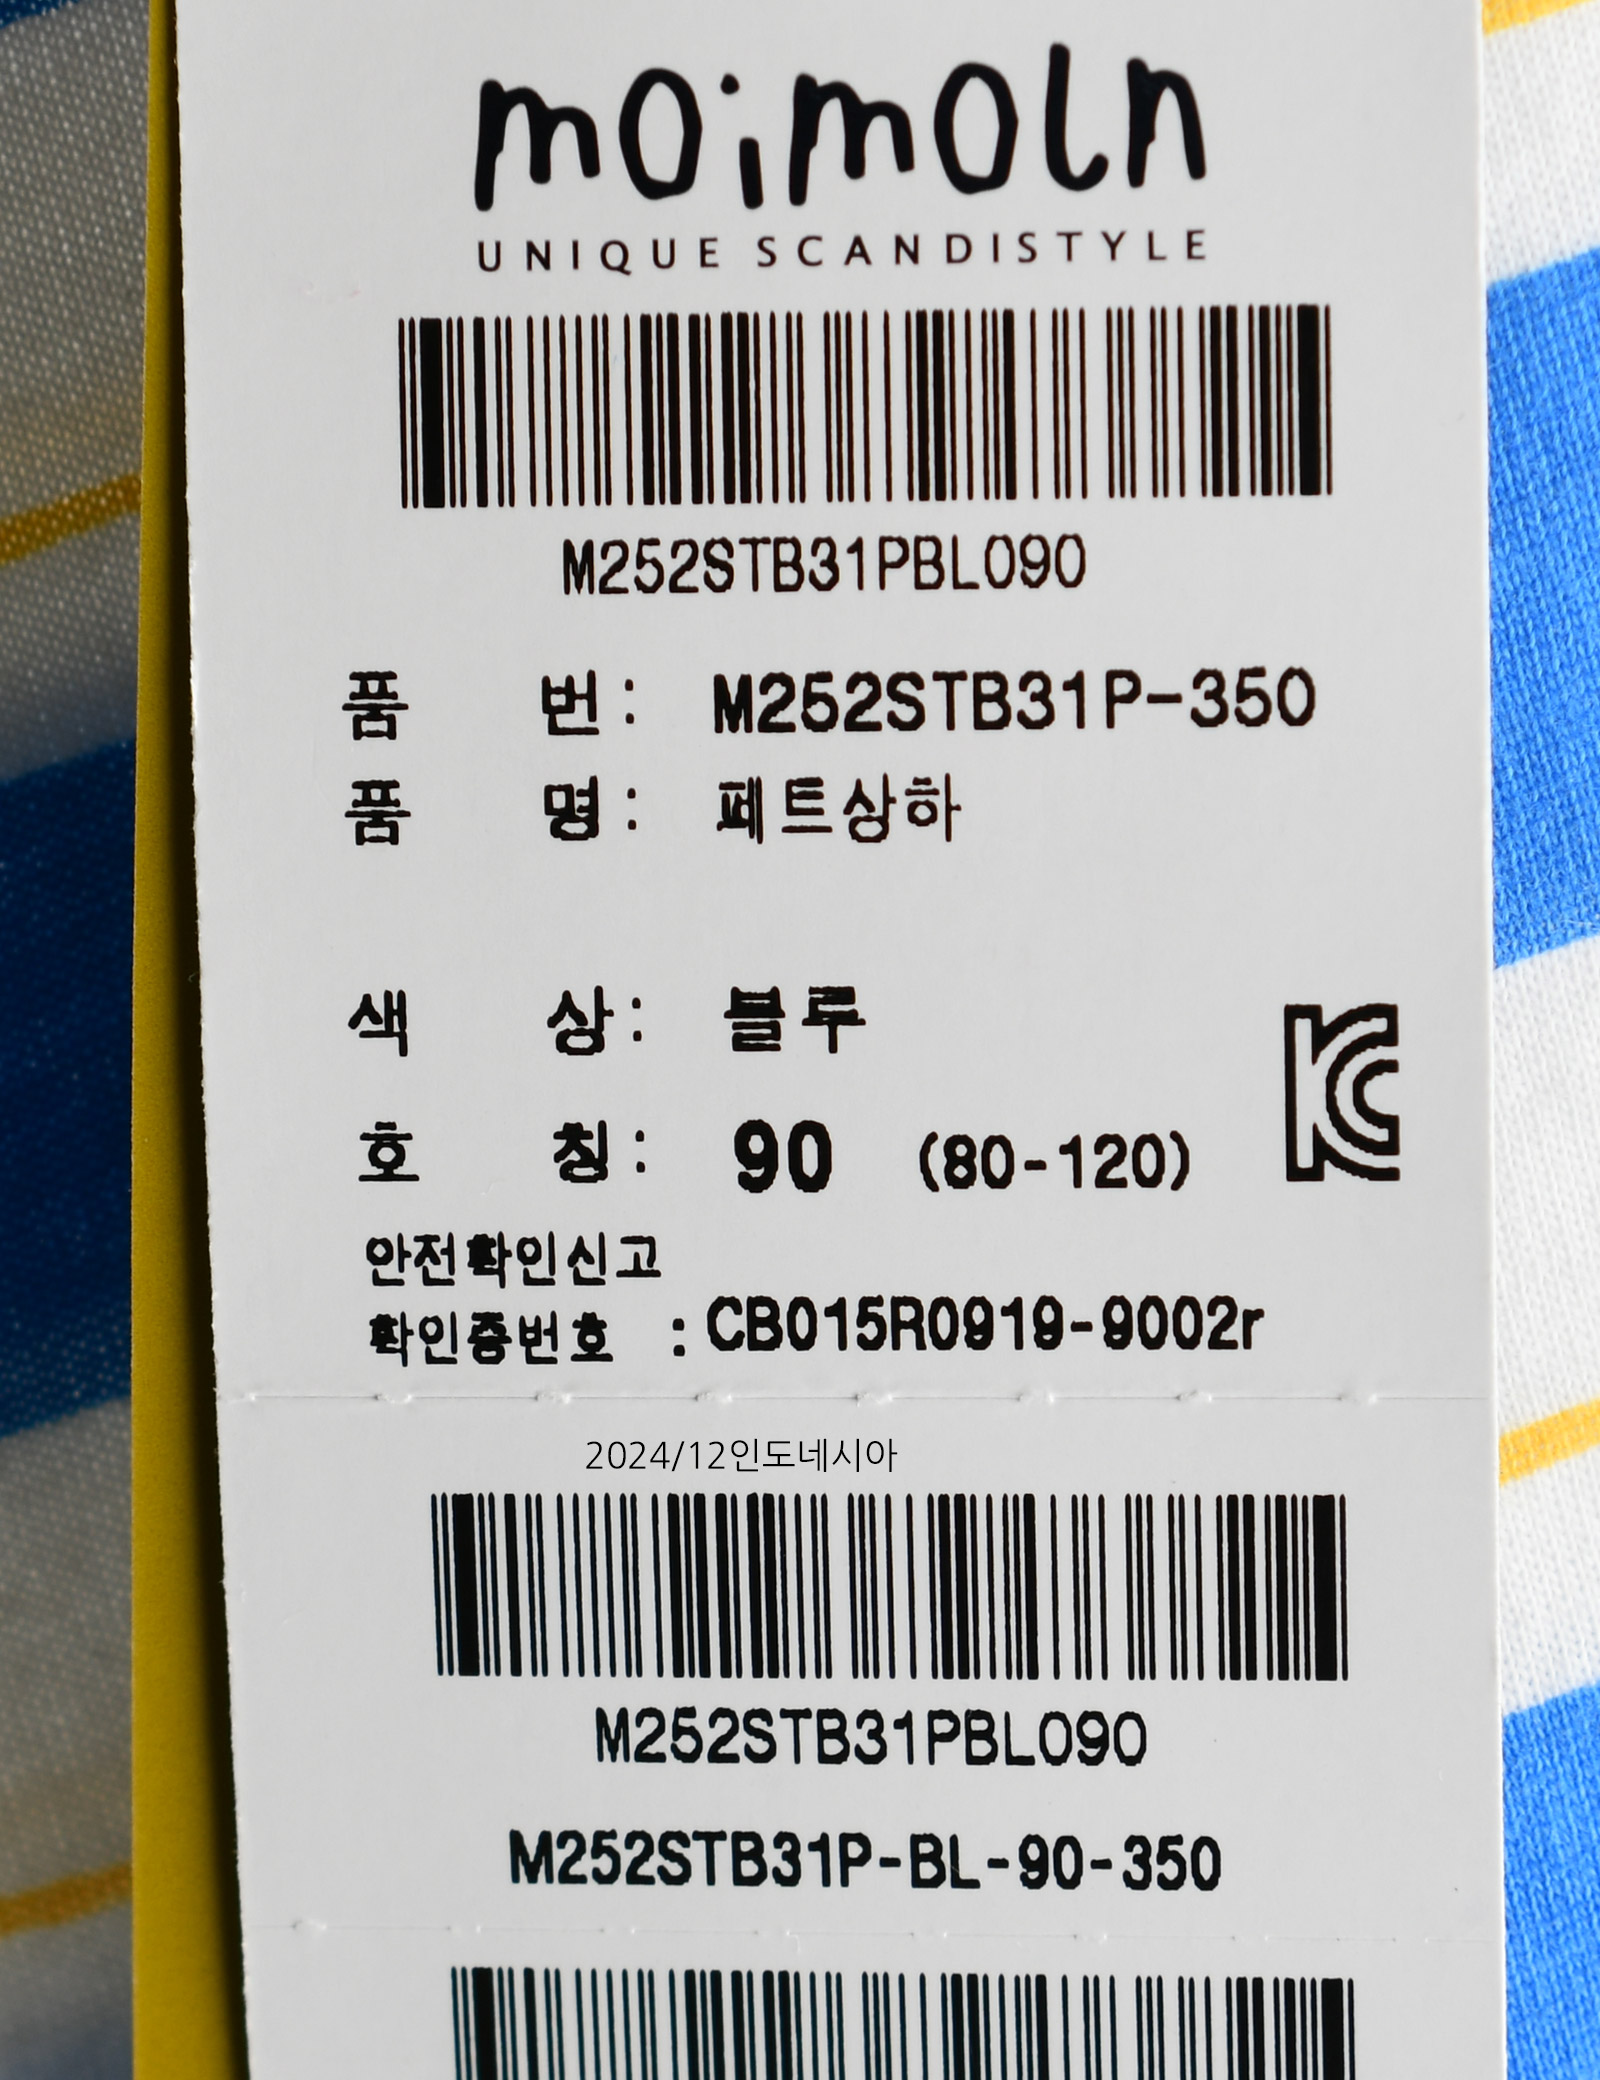 moimoln
UNIQUE SCANDISTYLE
M252STB31PBL090
품 번 : M252STB31P-350
품 명 : 페트상하
색 상 : 블루
호 칭 : 90 (80-120)
안전확인신고
확인증번호 : CB015R0919-9002r
2024/12인도네시아
M252STB31PBL090
M252STB31P-BL-90-350